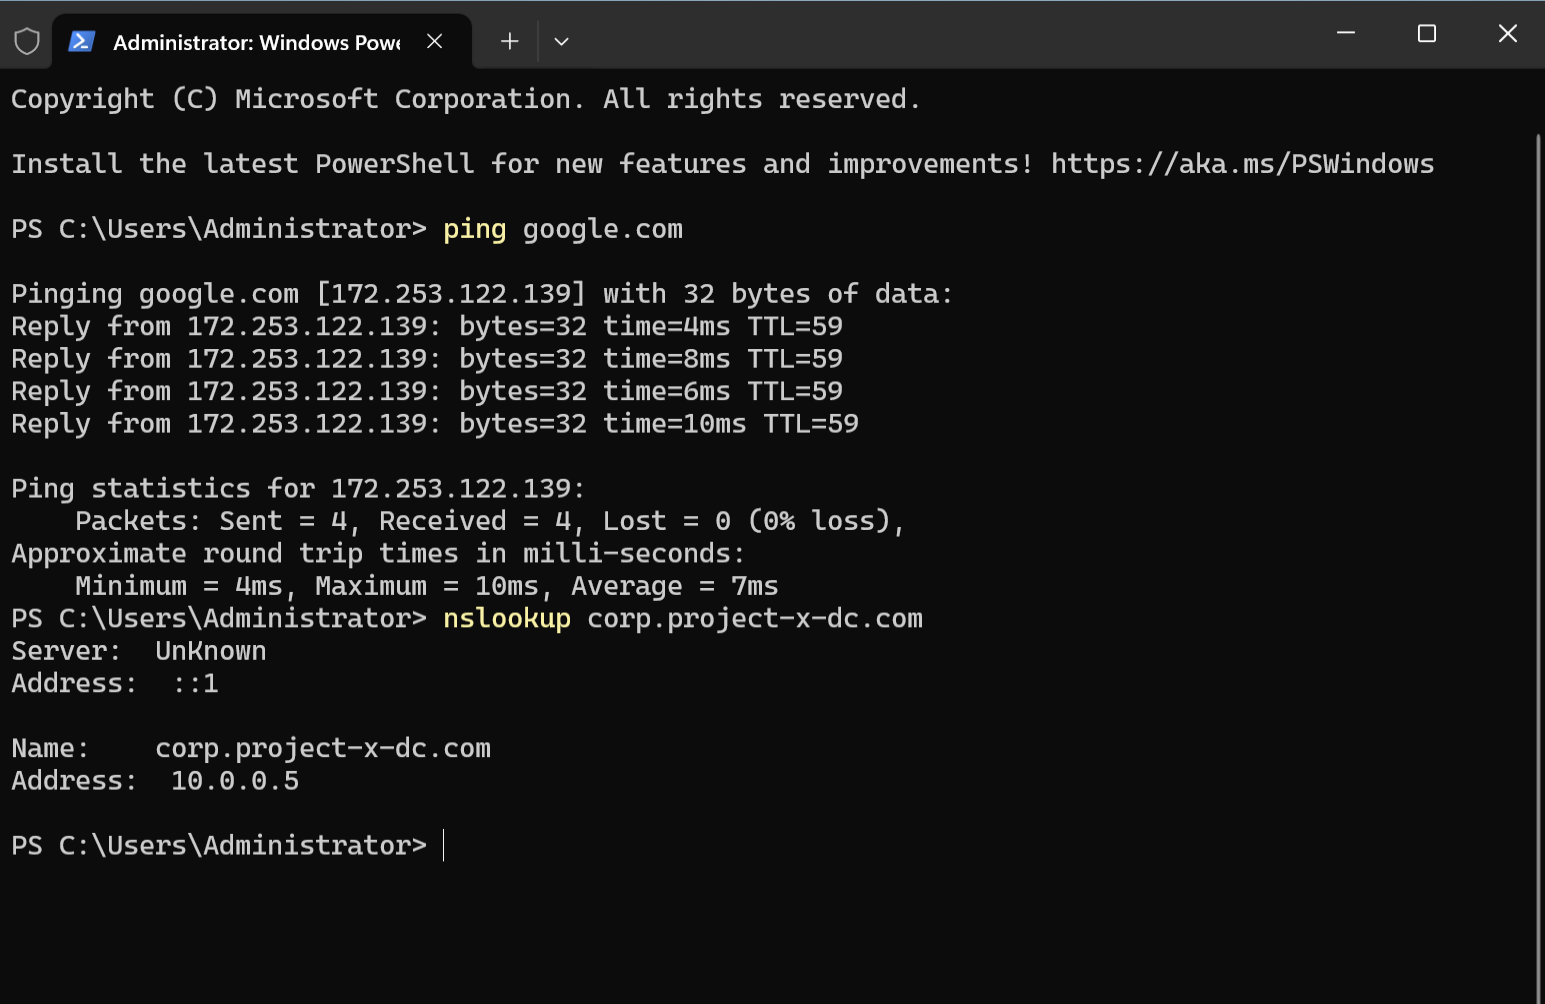 Administrator: Windows Powe
Copyright (C) Microsoft Corporation. All rights reserved.
Install the latest PowerShell for new features and improvements! https://aka.ms/PSWindows
PS C:\Users\Administrator> ping google.com
Pinging google.com [172.253.122.139] with 32 bytes of data:
Reply from 172.253.122.139: bytes=32 time=4ms TTL=59
Reply from 172.253.122.139: bytes=32 time=8ms TTL=59
Reply from 172.253.122.139: bytes=32 time=6ms TTL=59
Reply from 172.253.122.139: bytes=32 time=10ms TTL=59
Ping statistics for 172.253.122.139:
    Packets: Sent = 4, Received = 4, Lost = 0 (0% loss),
Approximate round trip times in milli-seconds:
    Minimum = 4ms, Maximum = 10ms, Average = 7ms
PS C:\Users\Administrator> nslookup corp.project-x-dc.com
Server:  UnKnown
Address:  ::1
Name:    corp.project-x-dc.com
Address:  10.0.0.5
PS C:\Users\Administrator>